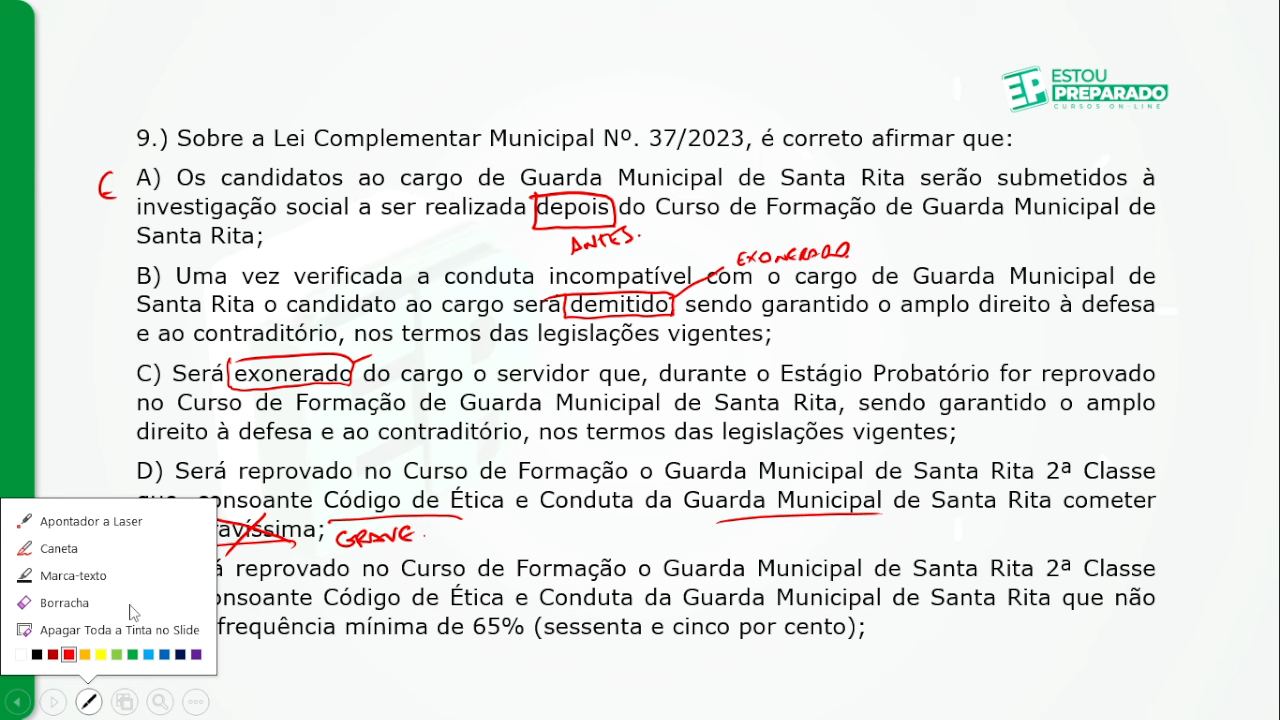 ESTOU
PREPARADO
CURSOS ON-LINE
9.) Sobre a Lei Complementar Municipal Nº. 37/2023, é correto afirmar que:
A) Os candidatos ao cargo de Guarda Municipal de Santa Rita serão submetidos à
investigação social a ser realizada depois do Curso de Formação de Guarda Municipal de
Santa Rita;
ANTES.
EXONERADO
B) Uma vez verificada a conduta incompatível com o cargo de Guarda Municipal de
Santa Rita o candidato ao cargo será demitido, sendo garantido o amplo direito à defesa
e ao contraditório, nos termos das legislações vigentes;
C) Será exonerado do cargo o servidor que, durante o Estágio Probatório for reprovado
no Curso de Formação de Guarda Municipal de Santa Rita, sendo garantido o amplo
direito à defesa e ao contraditório, nos termos das legislações vigentes;
D) Será reprovado no Curso de Formação o Guarda Municipal de Santa Rita 2ª Classe
que, consoante Código de Ética e Conduta da Guarda Municipal de Santa Rita cometer
ravíssima; GRAVE.
á reprovado no Curso de Formação o Guarda Municipal de Santa Rita 2ª Classe
onsoante Código de Ética e Conduta da Guarda Municipal de Santa Rita que não
frequência mínima de 65% (sessenta e cinco por cento);
Apontador a Laser
Caneta
Marca-texto
Borracha
Apagar Toda a Tinta no Slide